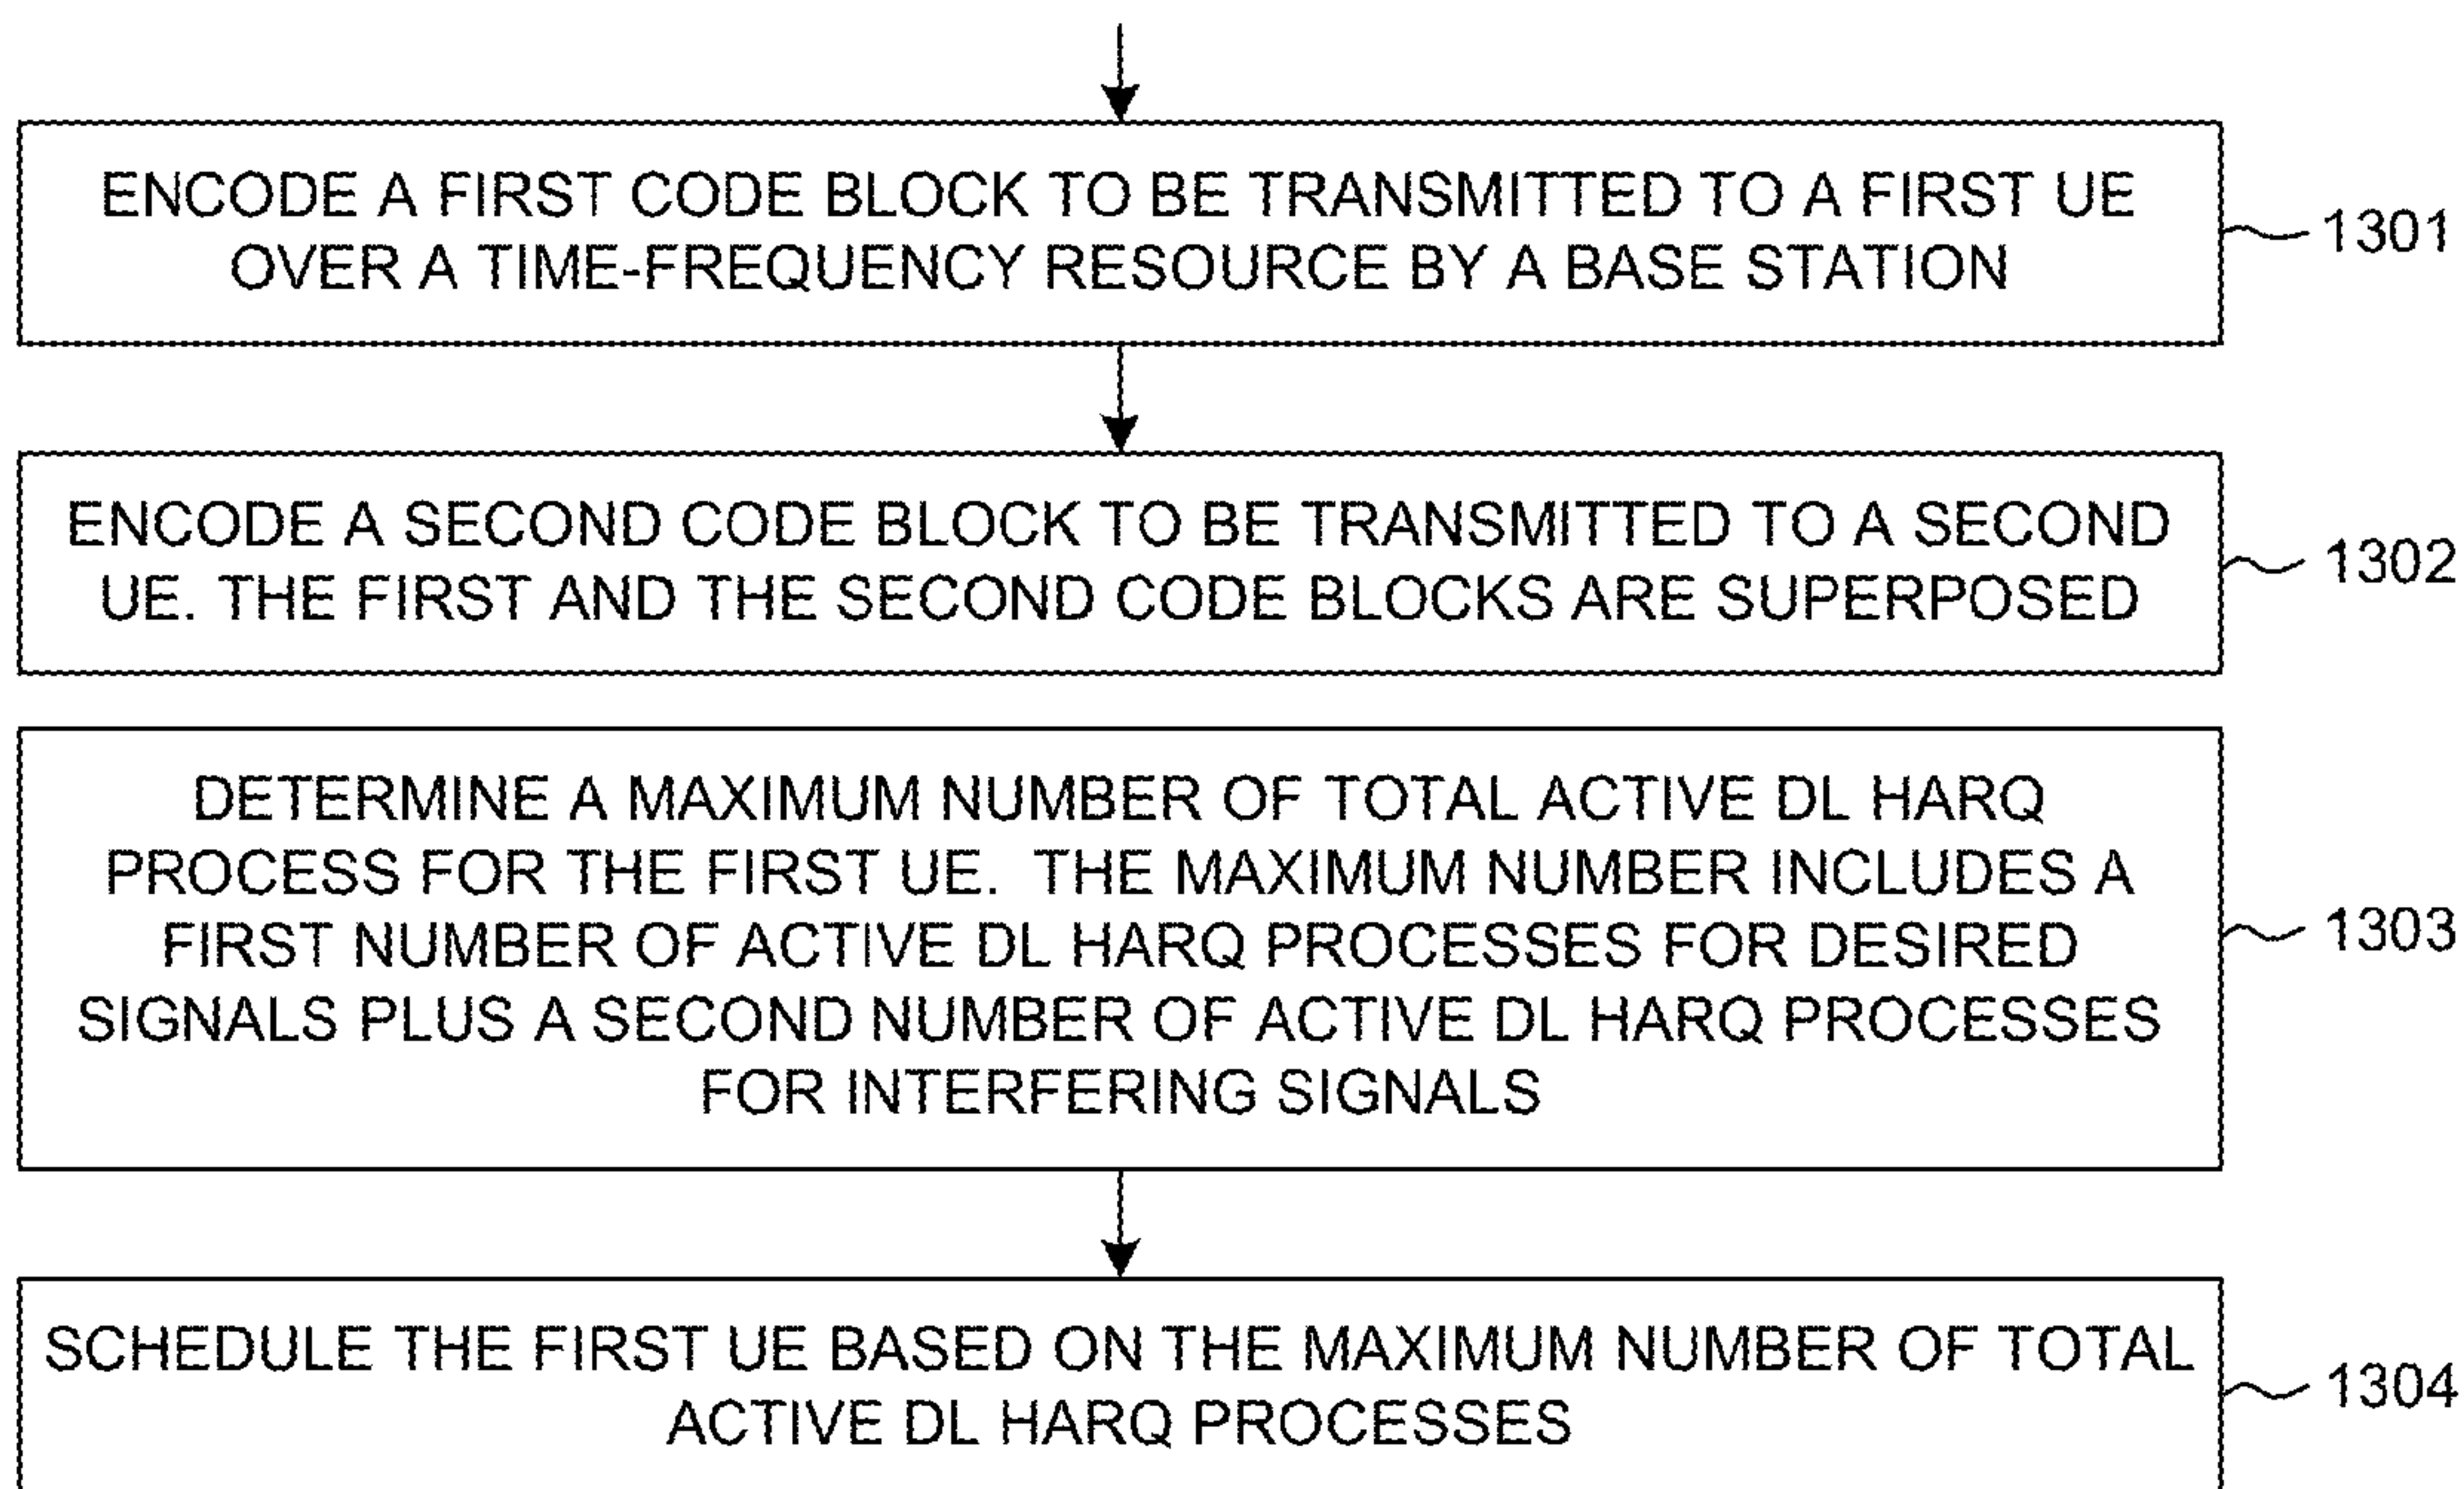 ENCODE A FIRST CODE BLOCK TO BE TRANSMITTED TO A FIRST UE
OVER A TIME-FREQUENCY RESOURCE BY A BASE STATION
1301
ENCODE A SECOND CODE BLOCK TO BE TRANSMITTED TO A SECOND
UE. THE FIRST AND THE SECOND CODE BLOCKS ARE SUPERPOSED
1302
DETERMINE A MAXIMUM NUMBER OF TOTAL ACTIVE DL HARQ
PROCESS FOR THE FIRST UE. THE MAXIMUM NUMBER INCLUDES A
FIRST NUMBER OF ACTIVE DL HARQ PROCESSES FOR DESIRED
SIGNALS PLUS A SECOND NUMBER OF ACTIVE DL HARQ PROCESSES
FOR INTERFERING SIGNALS
1303
SCHEDULE THE FIRST UE BASED ON THE MAXIMUM NUMBER OF TOTAL
ACTIVE DL HARQ PROCESSES
1304